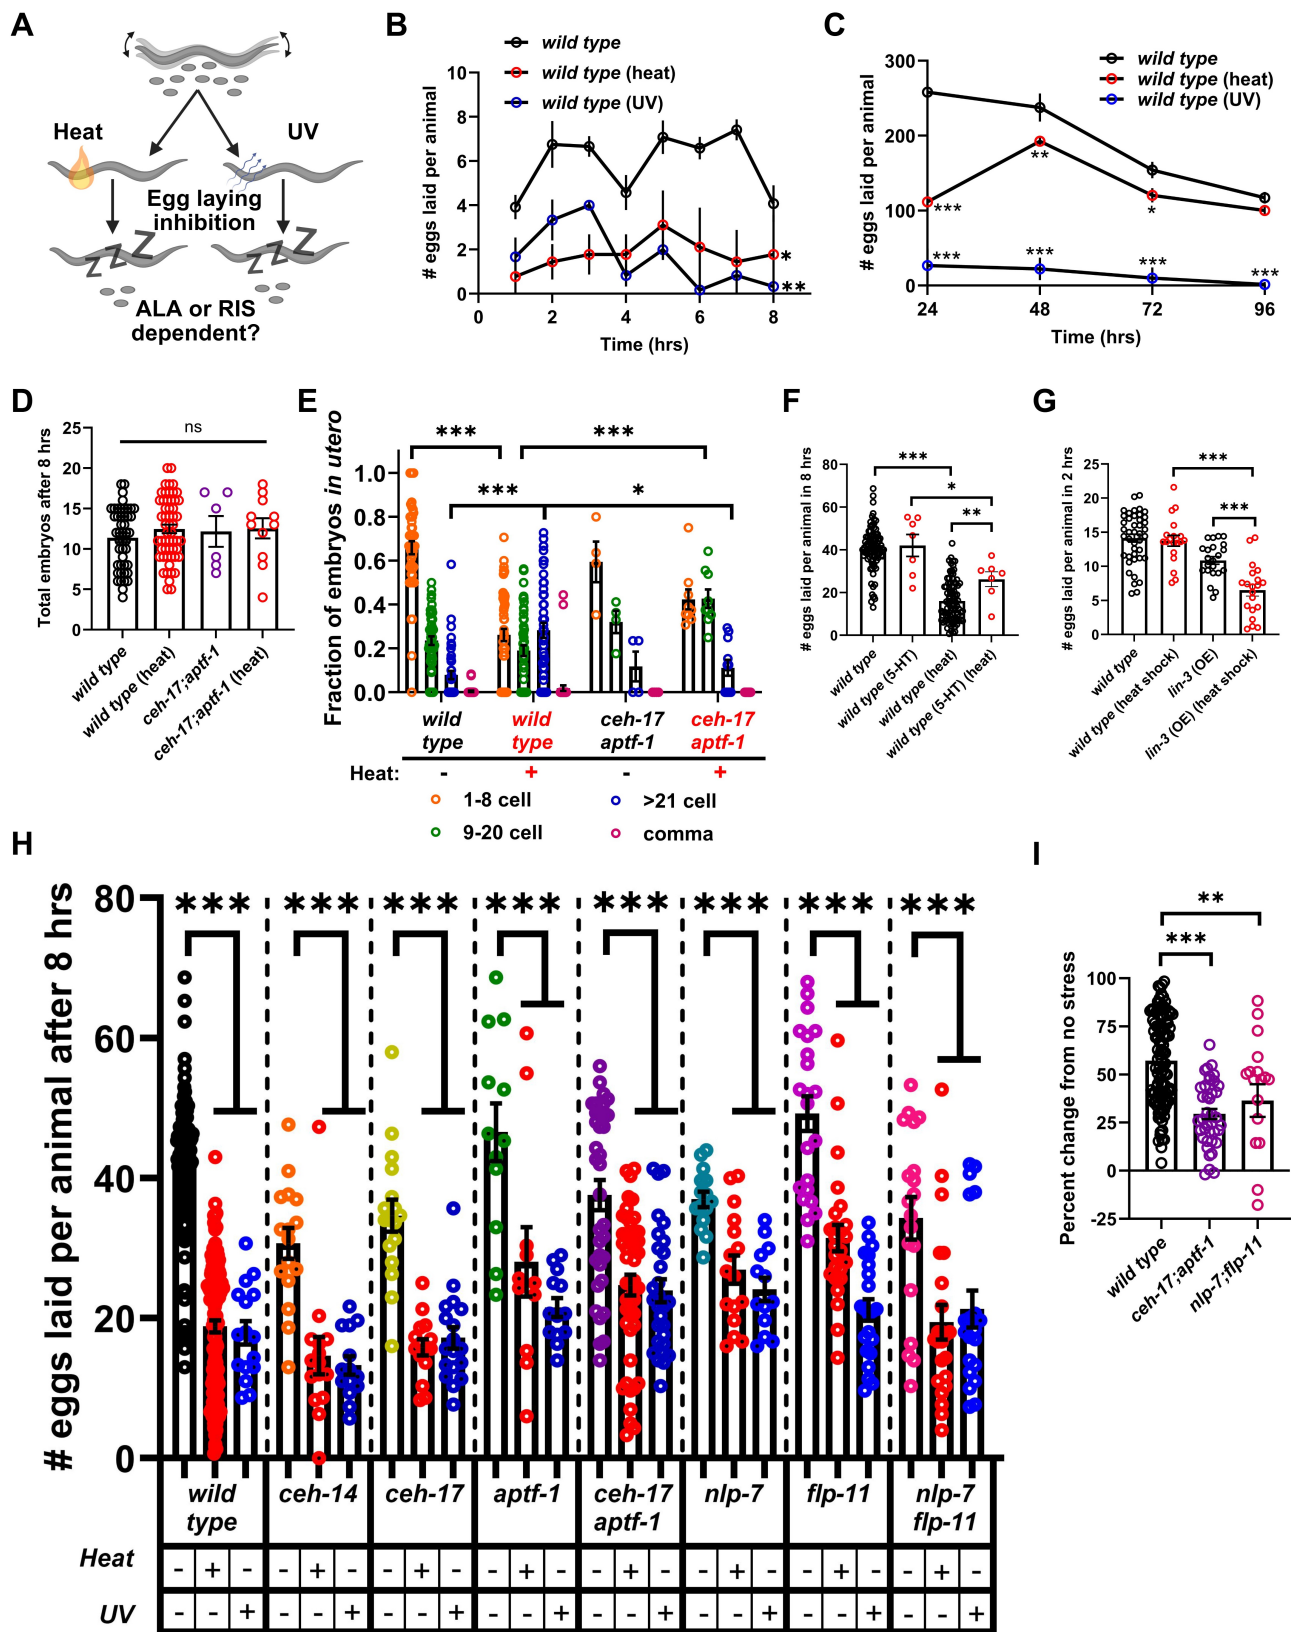 A
Heat
UV
Egg laying
inhibition
Z Z Z
Z Z Z
ALA or RIS
dependent?
B
wild type
wild type (heat)
wild type (UV)
# eggs laid per animal
10
8
6
4
2
0
0 2 4 6 8
*
**
Time (hrs)
C
wild type
wild type (heat)
wild type (UV)
# eggs laid per animal
300
200
100
0
***
**
*
***
***
***
***
24 48 72 96
Time (hrs)
D
Total embryos after 8 hrs
25
20
15
10
5
0
ns
wild type
wild type (heat)
ceh-17;aptf-1
ceh-17;aptf-1 (heat)
E
Fraction of embryos in utero
1.0
0.8
0.6
0.4
0.2
0.0
*** ***
*** *
wild type
wild type
ceh-17 aptf-1
ceh-17 aptf-1
Heat: - + - +
1-8 cell
>21 cell
9-20 cell
comma
F
# eggs laid per animal in 8 hrs
80
60
40
20
0
***
*
**
wild type
wild type (5-HT)
wild type (heat)
wild type (5-HT) (heat)
G
# eggs laid per animal in 2 hrs
25
20
15
10
5
0
***
***
wild type
wild type (heat shock)
lin-3 (OE)
lin-3 (OE) (heat shock)
H
# eggs laid per animal after 8 hrs
80
60
40
20
0
*** *** *** *** *** *** *** ***
wild type
ceh-14
ceh-17
aptf-1
ceh-17 aptf-1
nlp-7
flp-11
nlp-7 flp-11
Heat - + - - + - - + - - + - - + - - + - - + - - + -
UV - - + - - + - - + - - + - - + - - + - - + - - +
I
Percent change from no stress
100
75
50
25
0
-25
**
***
wild type
ceh-17;aptf-1
nlp-7;flp-11